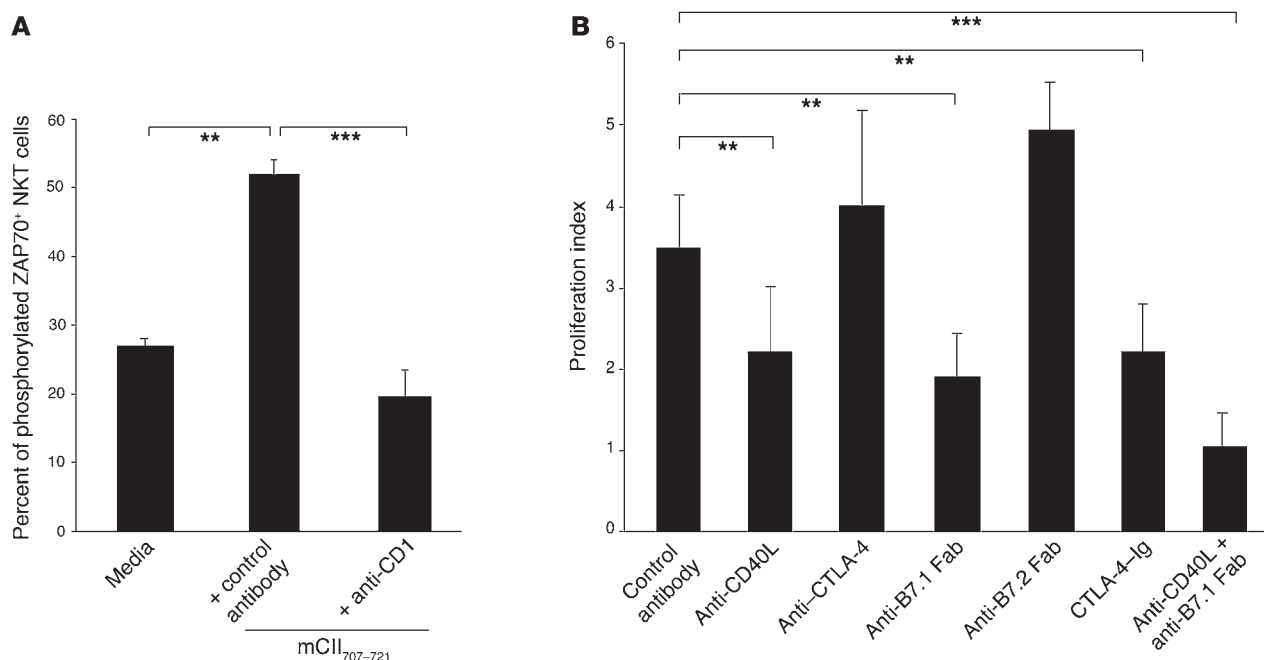 A
Percent of phosphorylated ZAP70⁺ NKT cells
60
50
40
30
20
10
0
**
***
Media
+ control
antibody
+ anti-CD1
mCII707–721
B
Proliferation index
6
5
4
3
2
1
0
***
**
**
**
Control
antibody
Anti-CD40L
Anti–CTLA-4
Anti-B7.1 Fab
Anti-B7.2 Fab
CTLA-4–Ig
Anti-CD40L +
anti-B7.1 Fab